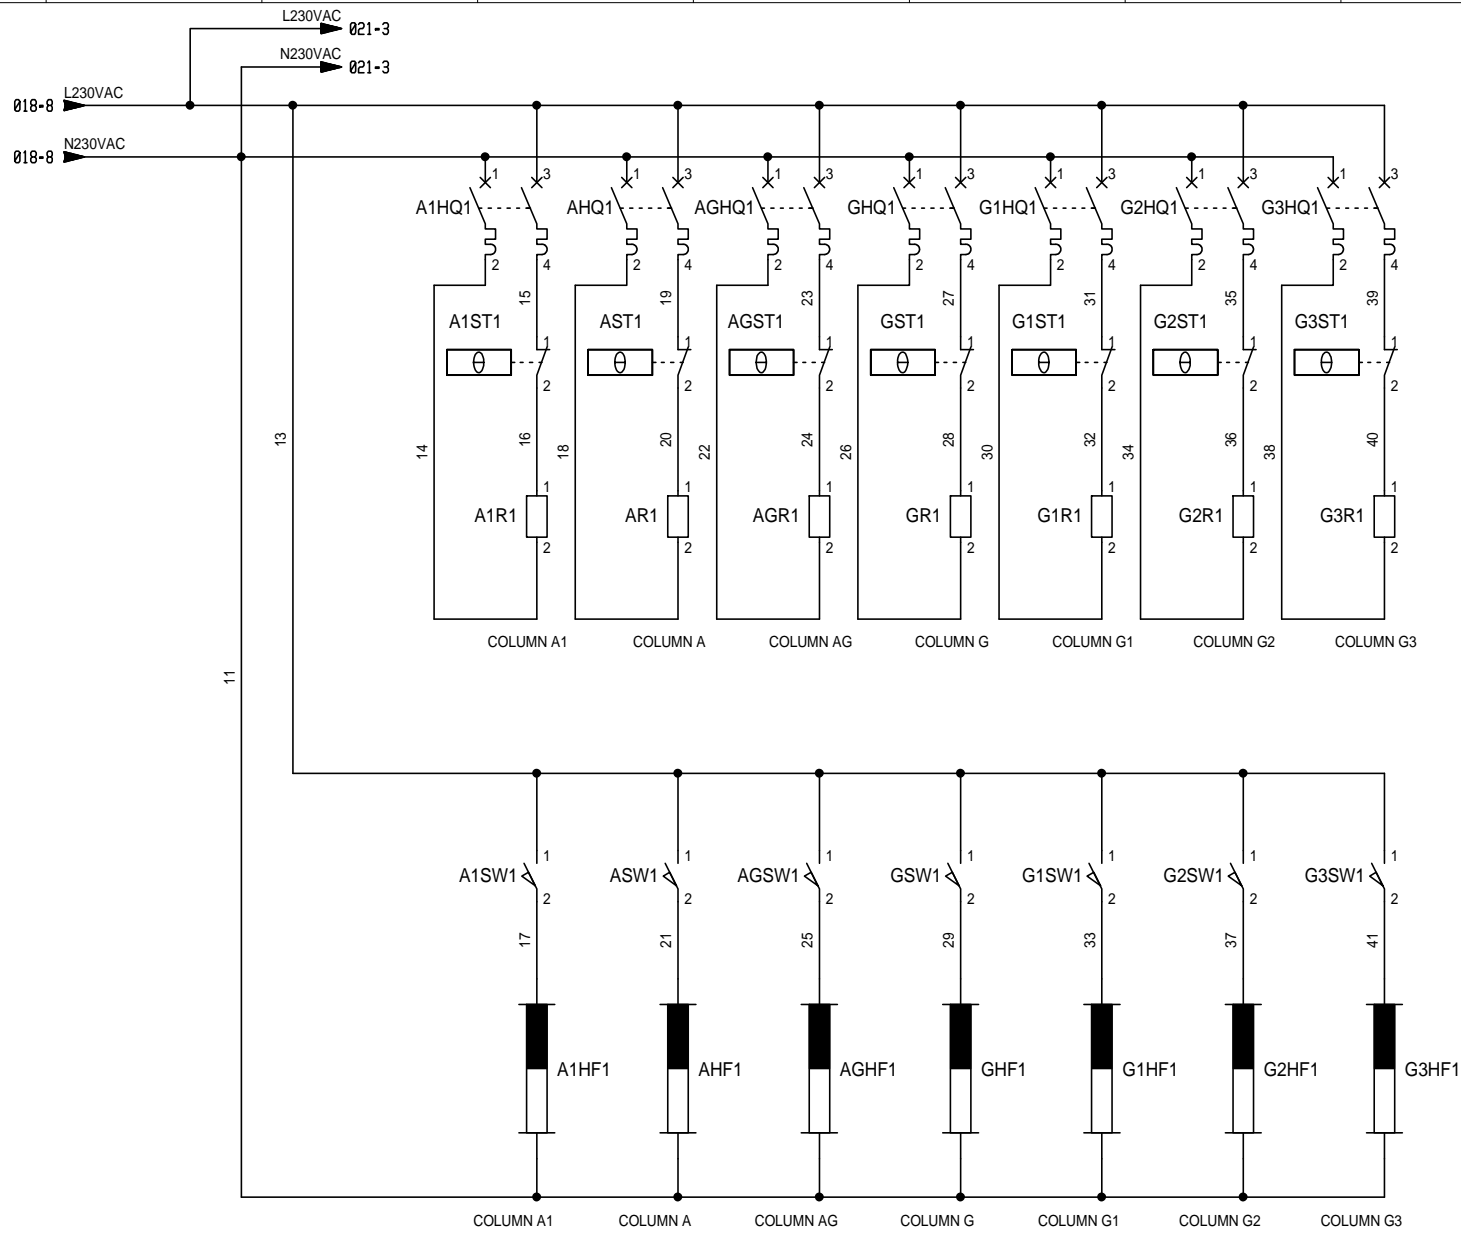 L230VAC
021-3
N230VAC
021-3
018-8 L230VAC
018-8 N230VAC
1 3 1 3 1 3 1 3 1 3 1 3 1 3
A1HQ1 AHQ1 AGHQ1 GHQ1 G1HQ1 G2HQ1 G3HQ1
2 4 2 4 2 4 2 4 2 4 2 4 2 4
15 19 23 27 31 35 39
A1ST1 AST1 AGST1 GST1 G1ST1 G2ST1 G3ST1
1 1 1 1 1 1 1
θ θ θ θ θ θ θ
2 2 2 2 2 2 2
13 14 16 18 20 22 24 26 28 30 32 34 36 38 40
1 1 1 1 1 1 1
A1R1 AR1 AGR1 GR1 G1R1 G2R1 G3R1
2 2 2 2 2 2 2
COLUMN A1 COLUMN A COLUMN AG COLUMN G COLUMN G1 COLUMN G2 COLUMN G3
11
1 1 1 1 1 1 1
A1SW1 ASW1 AGSW1 GSW1 G1SW1 G2SW1 G3SW1
2 2 2 2 2 2 2
17 21 25 29 33 37 41
A1HF1 AHF1 AGHF1 GHF1 G1HF1 G2HF1 G3HF1
COLUMN A1 COLUMN A COLUMN AG COLUMN G COLUMN G1 COLUMN G2 COLUMN G3